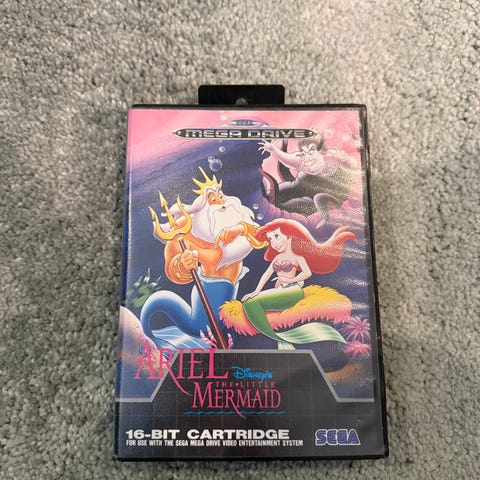 SEGA
MEGA DRIVE
ARIEL
Disney's
THE•LITTLE
MERMAID
16-BIT CARTRIDGE
FOR USE WITH THE SEGA MEGA DRIVE VIDEO ENTERTAINMENT SYSTEM
SEGA